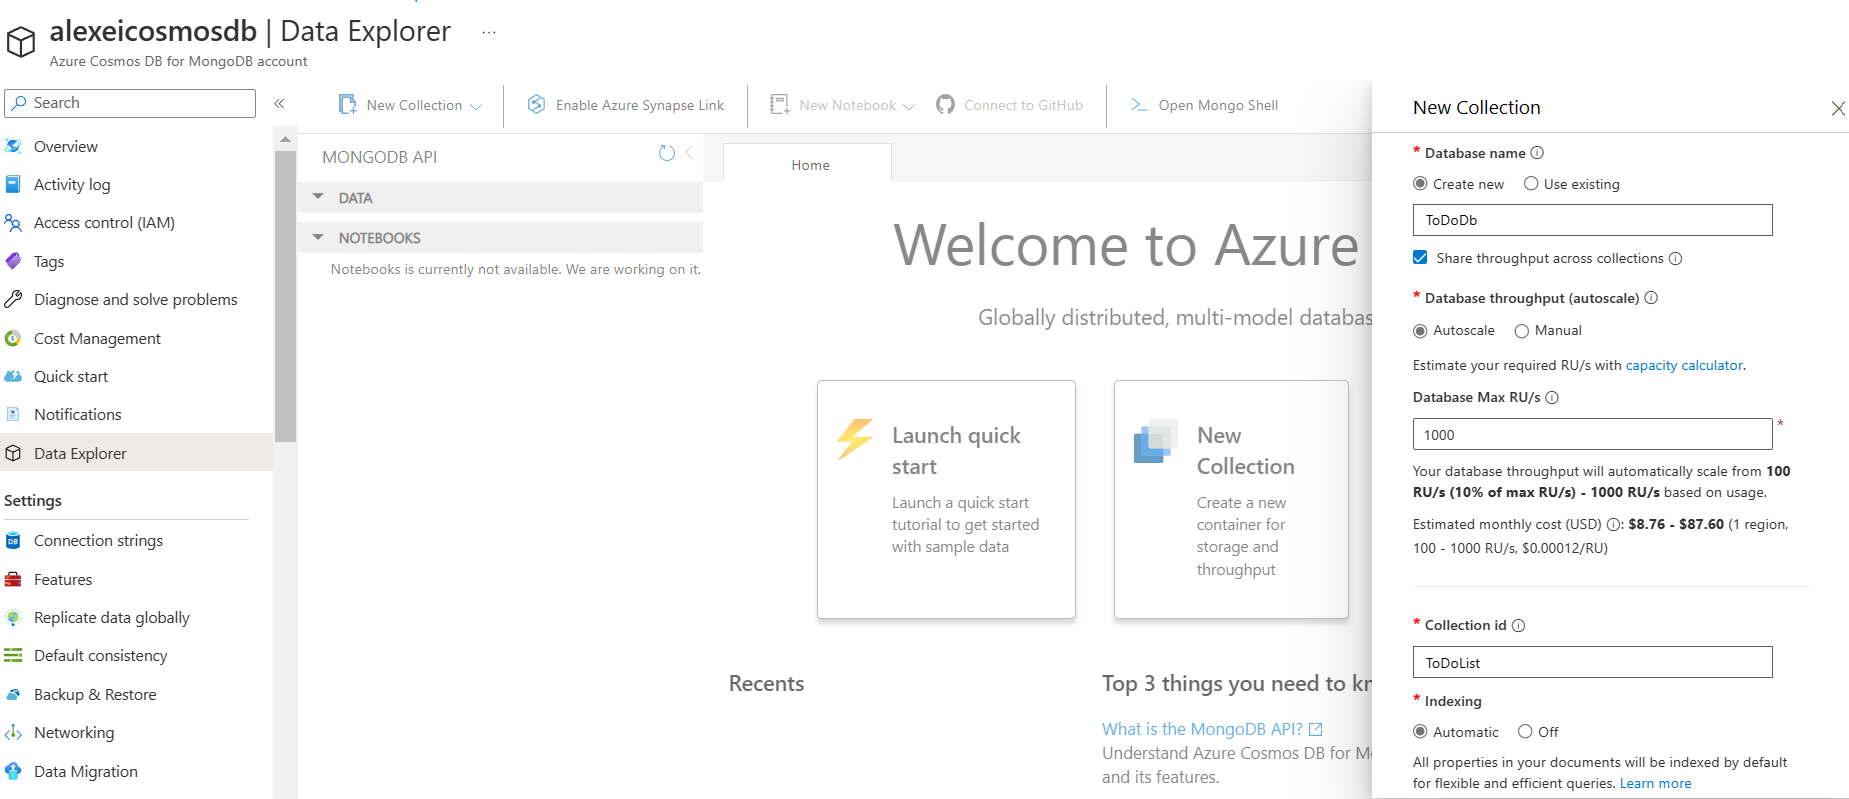 alexeicosmosdb | Data Explorer ...
Azure Cosmos DB for MongoDB account
Search
«
Overview
Activity log
Access control (IAM)
Tags
Diagnose and solve problems
Cost Management
Quick start
Notifications
Data Explorer
Settings
Connection strings
Features
Replicate data globally
Default consistency
Backup & Restore
Networking
Data Migration
New Collection
Enable Azure Synapse Link
New Notebook
Connect to GitHub
Open Mongo Shell
MONGODB API
DATA
NOTEBOOKS
Notebooks is currently not available. We are working on it.
Home
Welcome to Azure
Globally distributed, multi-model databas
Launch quick
start
Launch a quick start
tutorial to get started
with sample data
New
Collection
Create a new
container for
storage and
throughput
Recents
Top 3 things you need to kn
What is the MongoDB API?
Understand Azure Cosmos DB for M
and its features.
New Collection
* Database name
Create new Use existing
ToDoDb
Share throughput across collections
* Database throughput (autoscale)
Autoscale Manual
Estimate your required RU/s with capacity calculator.
Database Max RU/s
1000 *
Your database throughput will automatically scale from 100
RU/s (10% of max RU/s) - 1000 RU/s based on usage.
Estimated monthly cost (USD) : $8.76 - $87.60 (1 region,
100 - 1000 RU/s, $0.00012/RU)
* Collection id
ToDoList
* Indexing
Automatic Off
All properties in your documents will be indexed by default
for flexible and efficient queries. Learn more